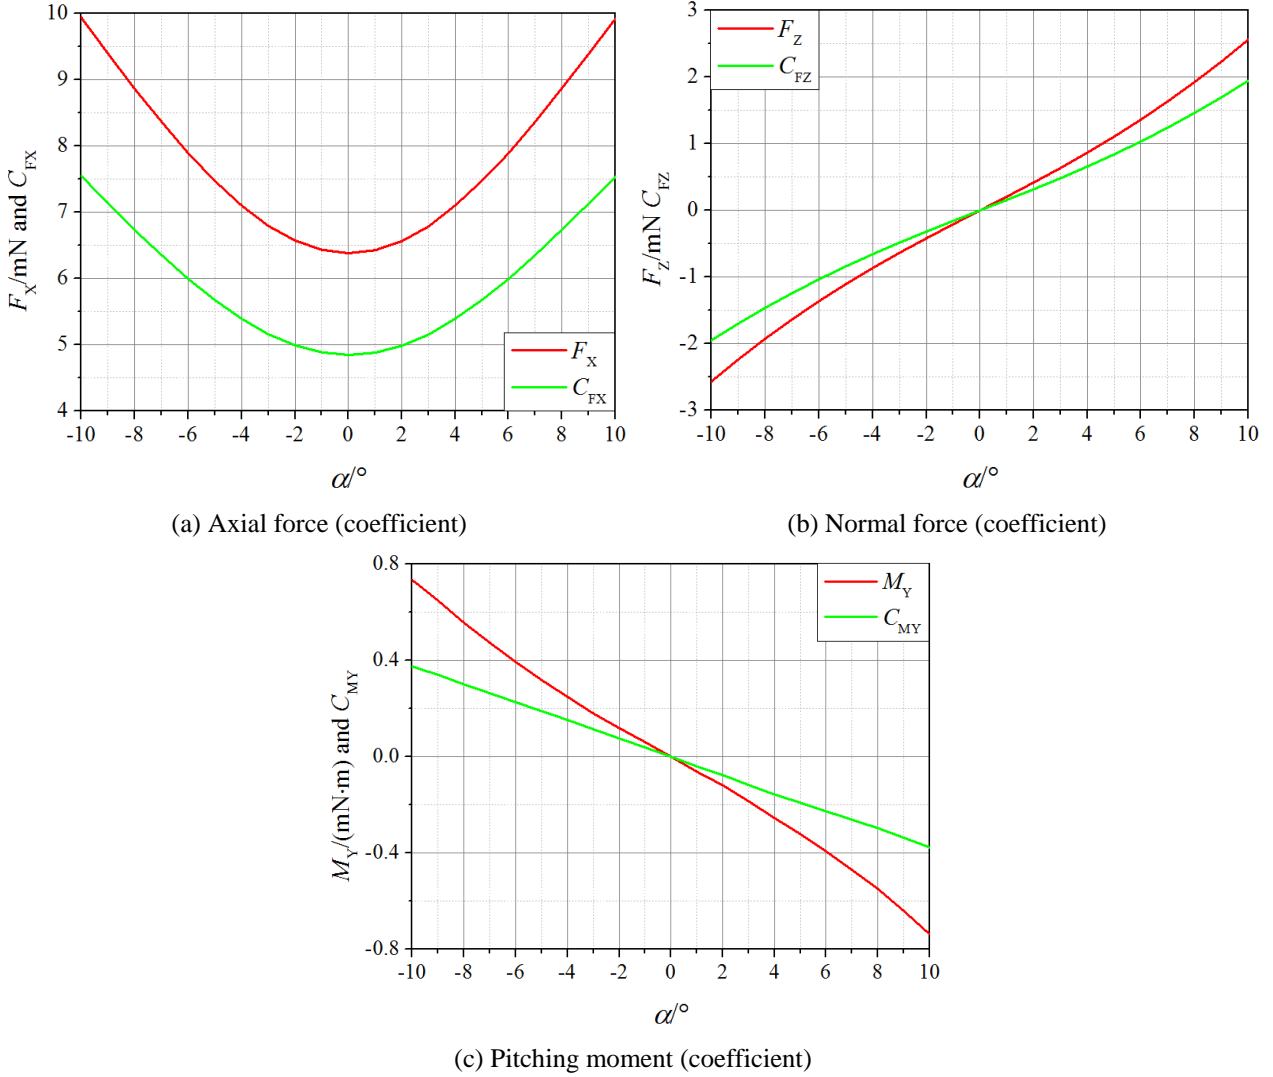 10
9
8
7
6
5
4
F_X/mN and C_FX
F_X
C_FX
-10 -8 -6 -4 -2 0 2 4 6 8 10
α/°
(a) Axial force (coefficient)
3
2
1
0
-1
-2
-3
F_Z/mN C_FZ
F_Z
C_FZ
-10 -8 -6 -4 -2 0 2 4 6 8 10
α/°
(b) Normal force (coefficient)
0.8
0.4
0.0
-0.4
-0.8
M_Y/(mN·m) and C_MY
M_Y
C_MY
-10 -8 -6 -4 -2 0 2 4 6 8 10
α/°
(c) Pitching moment (coefficient)